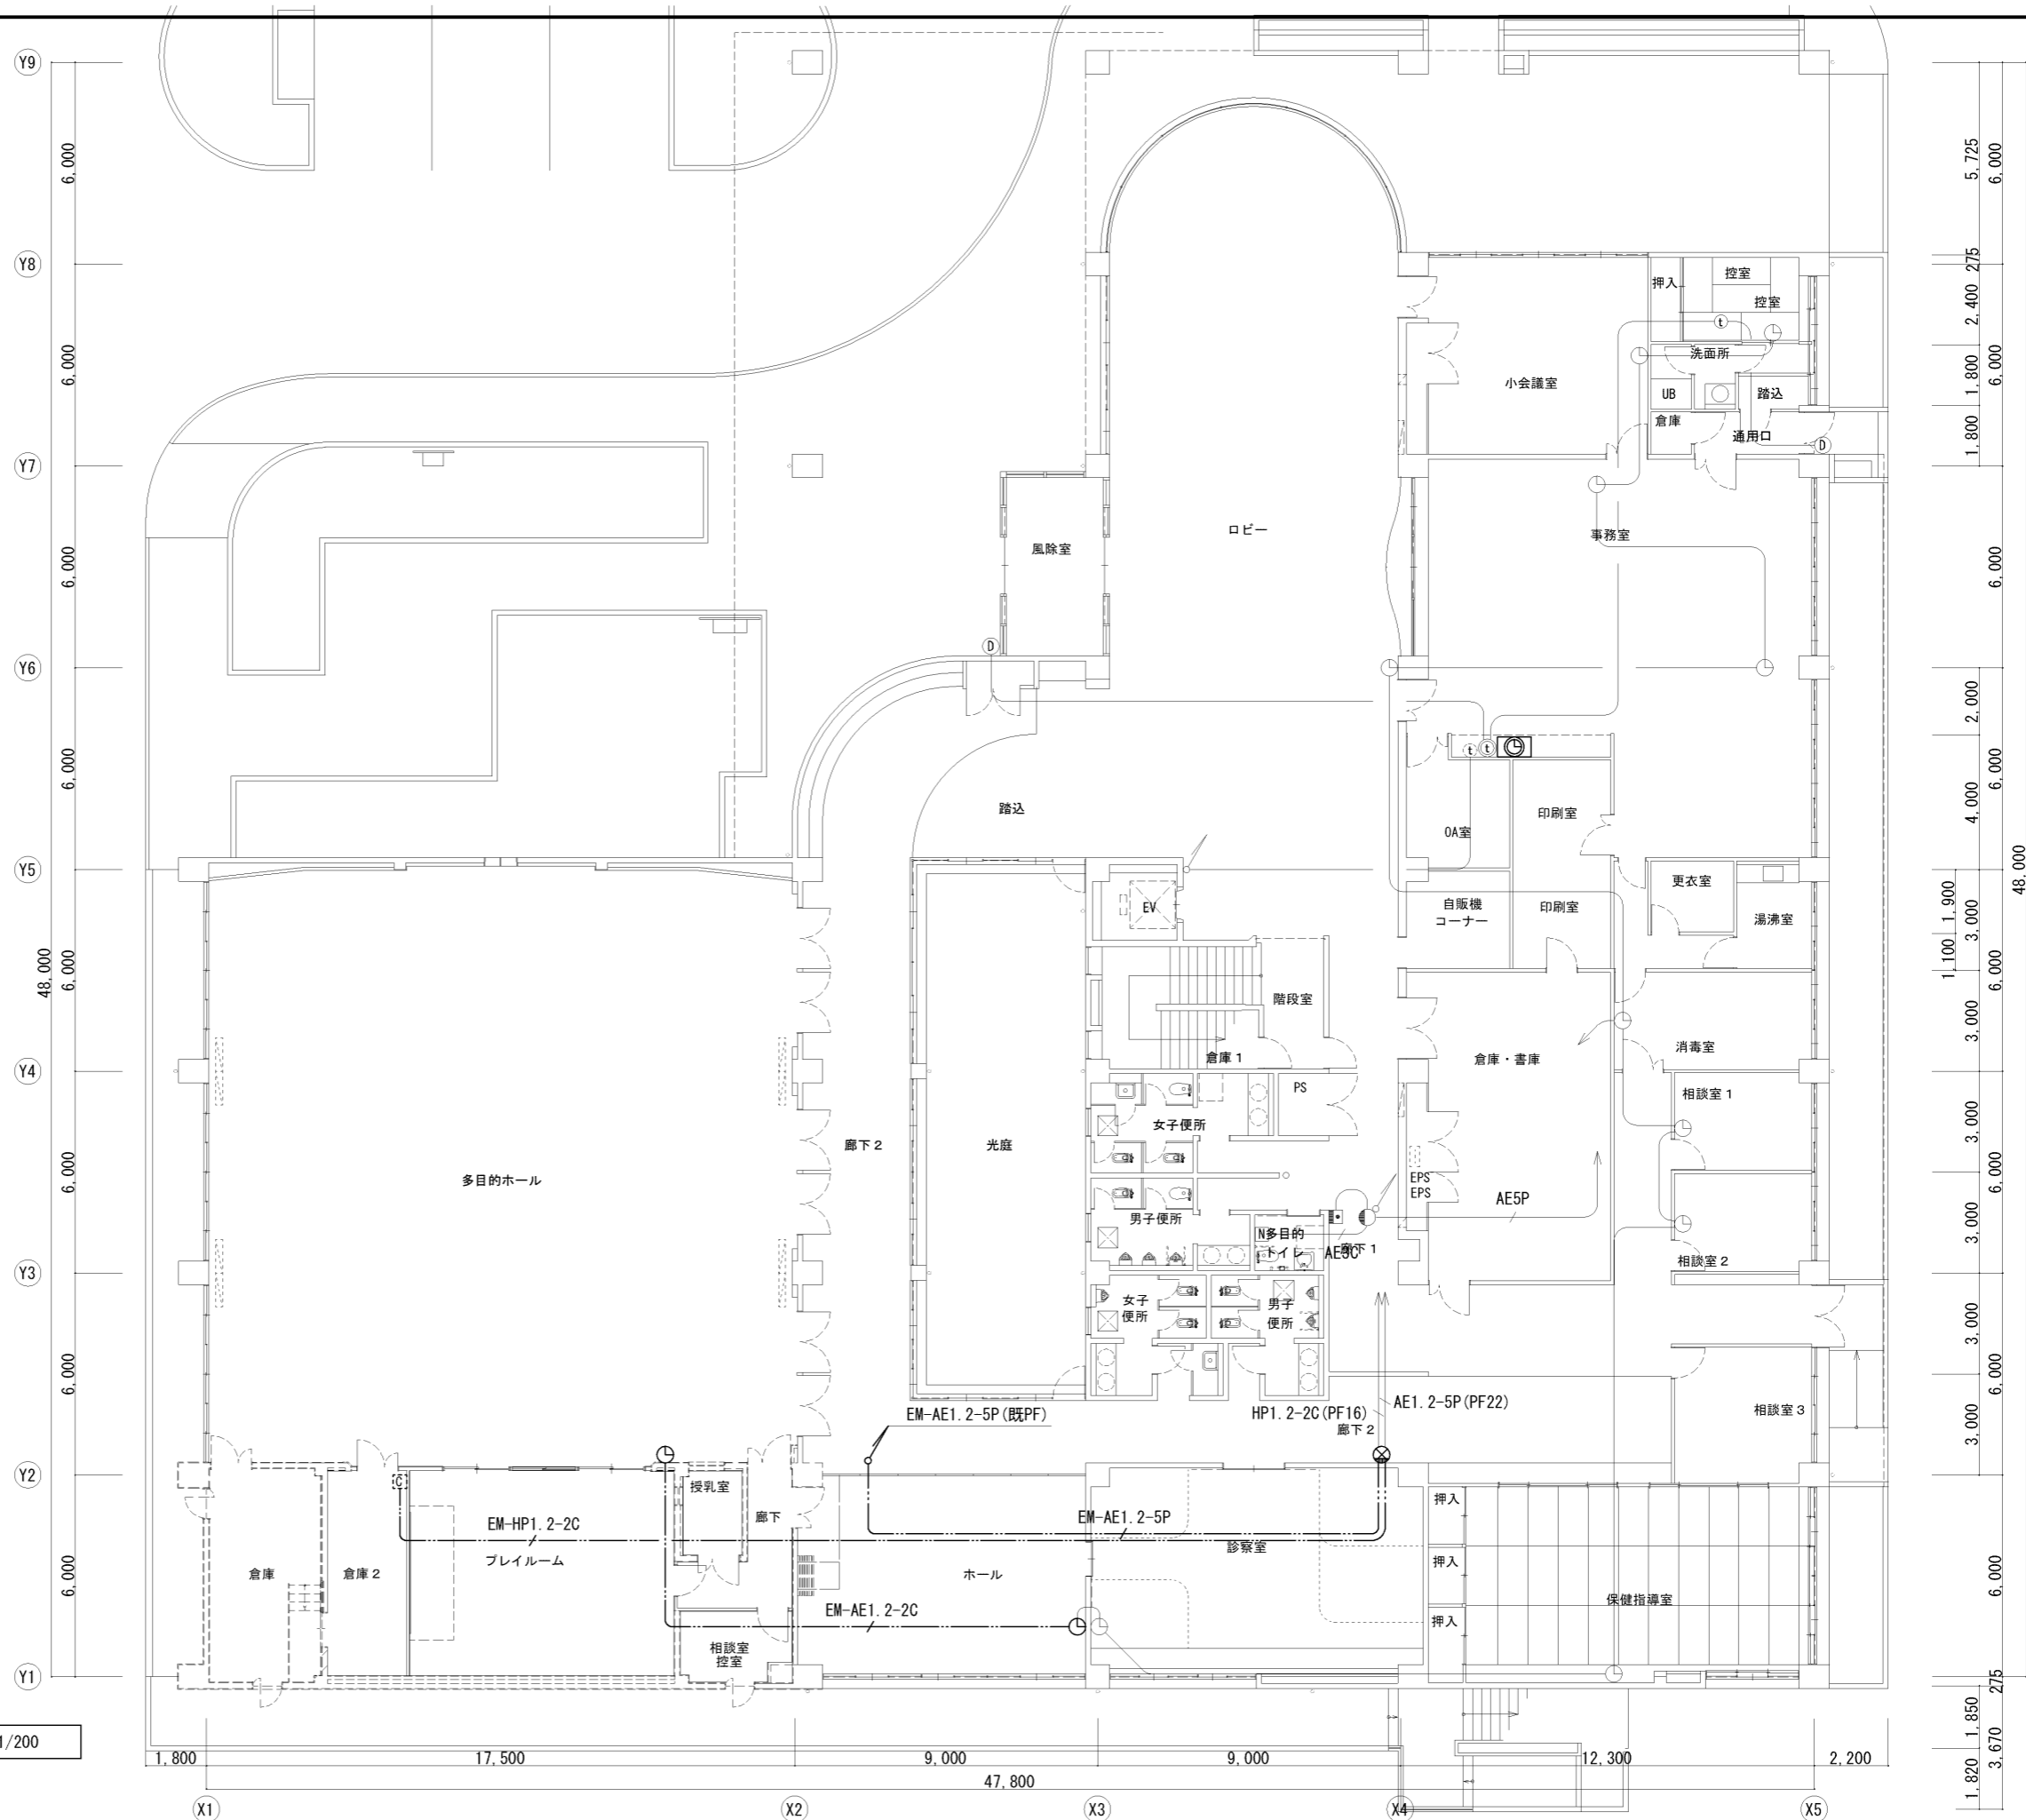 Y9
Y8
Y7
Y6
Y5
Y4
Y3
Y2
Y1
6,000
6,000
6,000
6,000
6,000
6,000
6,000
6,000
48,000
5,725
275
2,400
1,800
1,800
2,000
4,000
1,900
1,100
3,000
3,000
3,000
3,000
3,000
3,000
6,000
6,000
6,000
6,000
6,000
6,000
6,000
6,000
48,000
275
1,850
1,820
3,670
押入
控室
控室
t
洗面所
小会議室
UB
踏込
倉庫
通用口
D
ロビー
事務室
風除室
D
t
t
踏込
OA室
印刷室
EV
自販機
コーナー
印刷室
更衣室
湯沸室
階段室
倉庫1
倉庫・書庫
消毒室
PS
相談室1
女子便所
廊下2
光庭
多目的ホール
EPS
EPS
AE5P
男子便所
N多目的
トイレ
AE3C
廊下1
相談室2
女子
便所
男子
便所
EM-AE1.2-5P(既PF)
HP1.2-2C(PF16)
AE1.2-5P(PF22)
廊下2
相談室3
C
授乳室
廊下
押入
EM-HP1.2-2C
EM-AE1.2-5P
プレイルーム
診察室
押入
倉庫
倉庫2
ホール
保健指導室
EM-AE1.2-2C
押入
相談室
控室
1/200
1,800
17,500
9,000
9,000
12,300
2,200
47,800
X1
X2
X3
X4
X5